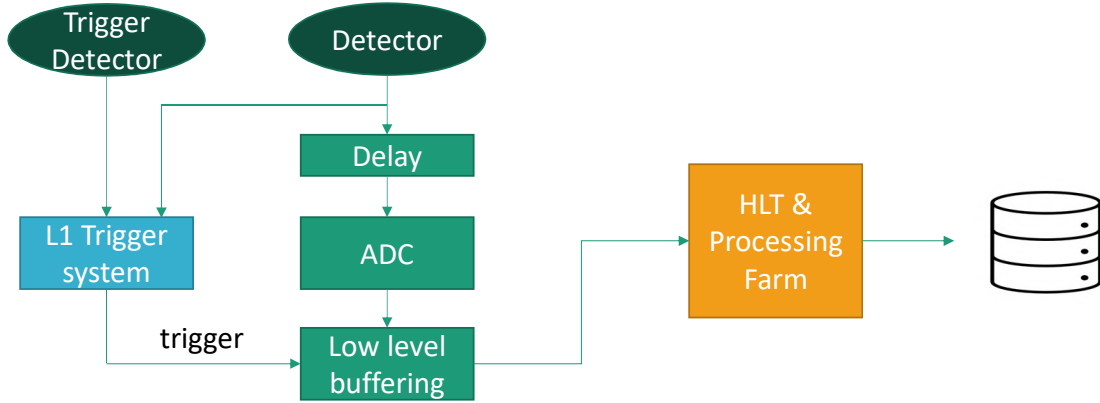 Trigger
Detector
Detector
Delay
L1 Trigger
system
ADC
HLT &
Processing
Farm
trigger
Low level
buffering